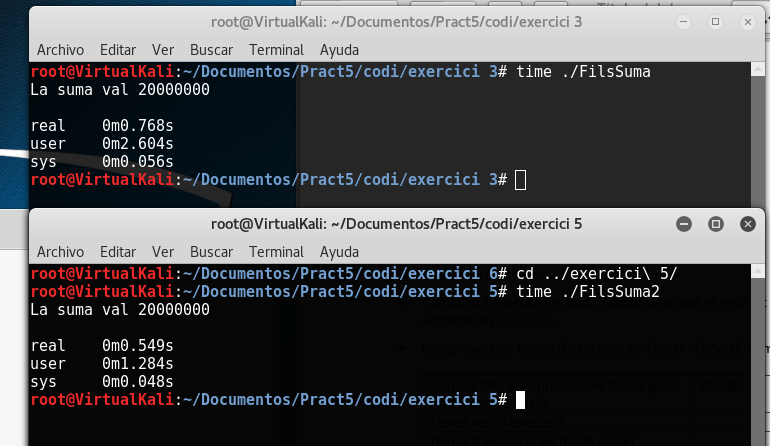 root@VirtualKali: ~/Documentos/Pract5/codi/exercici 3
Archivo Editar Ver Buscar Terminal Ayuda
root@VirtualKali:~/Documentos/Pract5/codi/exercici 3# time ./FilsSuma
La suma val 20000000
real 0m0.768s
user 0m2.604s
sys 0m0.056s
root@VirtualKali:~/Documentos/Pract5/codi/exercici 3#
root@VirtualKali: ~/Documentos/Pract5/codi/exercici 5
Archivo Editar Ver Buscar Terminal Ayuda
root@VirtualKali:~/Documentos/Pract5/codi/exercici 6# cd ../exercici\ 5/
root@VirtualKali:~/Documentos/Pract5/codi/exercici 5# time ./FilsSuma2
La suma val 20000000
real 0m0.549s
user 0m1.284s
sys 0m0.048s
root@VirtualKali:~/Documentos/Pract5/codi/exercici 5#